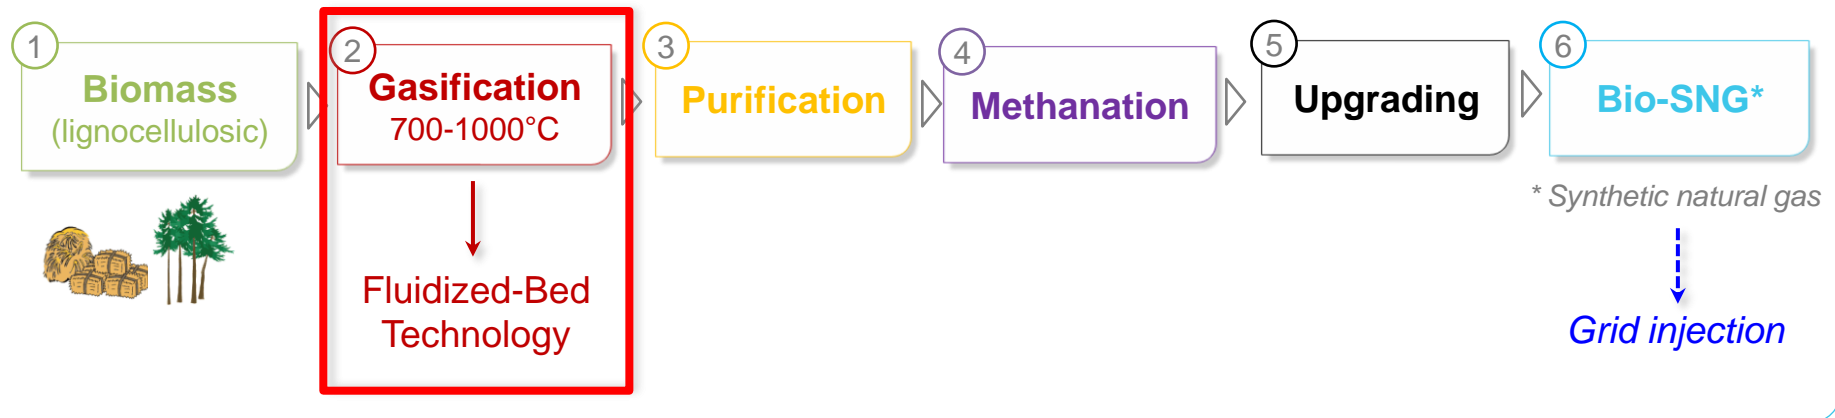 1
Biomass
(lignocellulosic)
2
Gasification
700-1000°C
Fluidized-Bed
Technology
3
Purification
4
Methanation
5
Upgrading
6
Bio-SNG*
* Synthetic natural gas
Grid injection